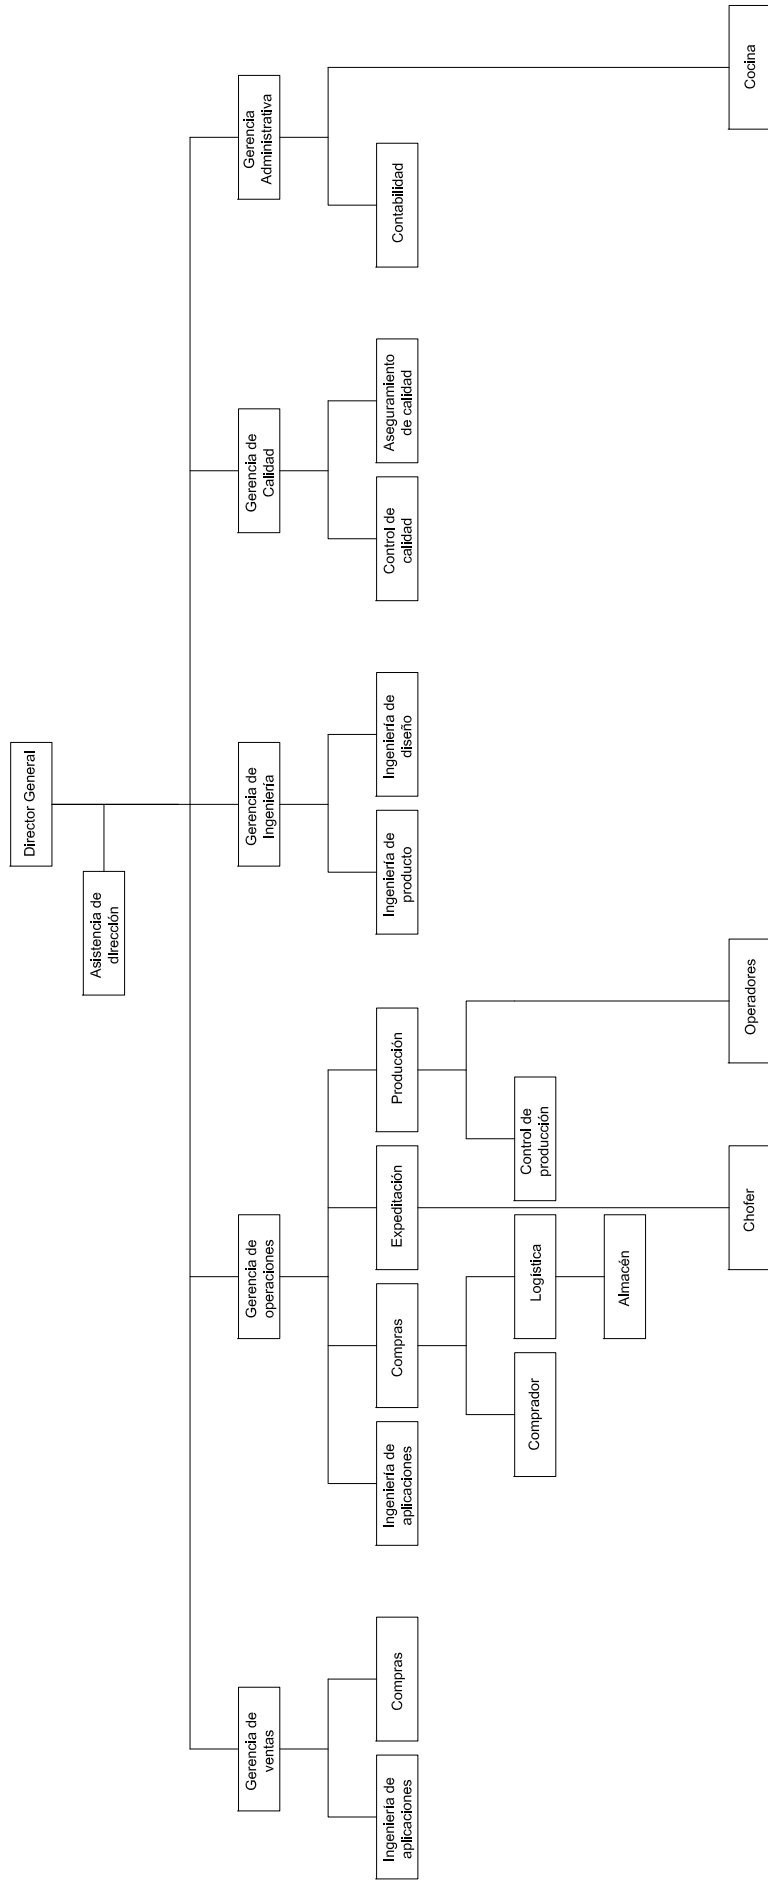 Director General
Asistencia de
dirección
Gerencia de
ventas
Gerencia de
operaciones
Gerencia de
Ingeniería
Gerencia de
Calidad
Gerencia
Administrativa
Ingeniería de
aplicaciones
Compras
Ingeniería de
aplicaciones
Compras
Expeditación
Producción
Ingeniería de
producto
Ingeniería de
diseño
Control de
calidad
Aseguramiento
de calidad
Contabilidad
Comprador
Logística
Control de
producción
Almacén
Chofer
Operadores
Cocina